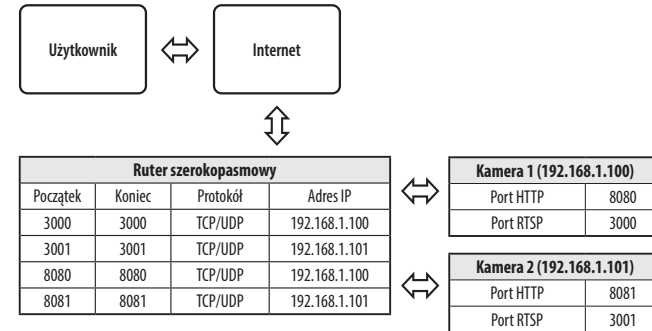 Użytkownik
Internet
Ruter szerokopasmowy
Początek Koniec Protokół Adres IP
3000 3000 TCP/UDP 192.168.1.100
3001 3001 TCP/UDP 192.168.1.101
8080 8080 TCP/UDP 192.168.1.100
8081 8081 TCP/UDP 192.168.1.101
Kamera 1 (192.168.1.100)
Port HTTP 8080
Port RTSP 3000
Kamera 2 (192.168.1.101)
Port HTTP 8081
Port RTSP 3001